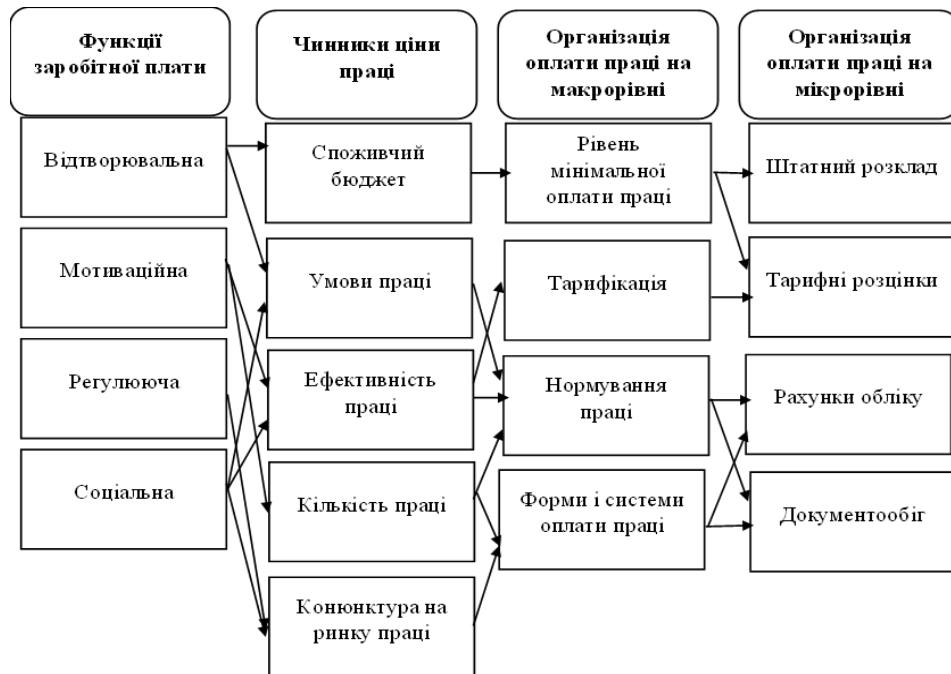 Функції
заробітної плати
Чинники ціни
праці
Організація
оплати праці на
макрорівні
Організація
оплати праці на
мікрорівні
Відтворювальна
Споживчий
бюджет
Рівень
мінімальної
оплати праці
Штатний розклад
Мотиваційна
Умови праці
Тарифікація
Тарифні розцінки
Регулююча
Ефективність
праці
Нормування
праці
Рахунки обліку
Соціальна
Кількість праці
Форми і системи
оплати праці
Документообіг
Конюнктура на
ринку праці